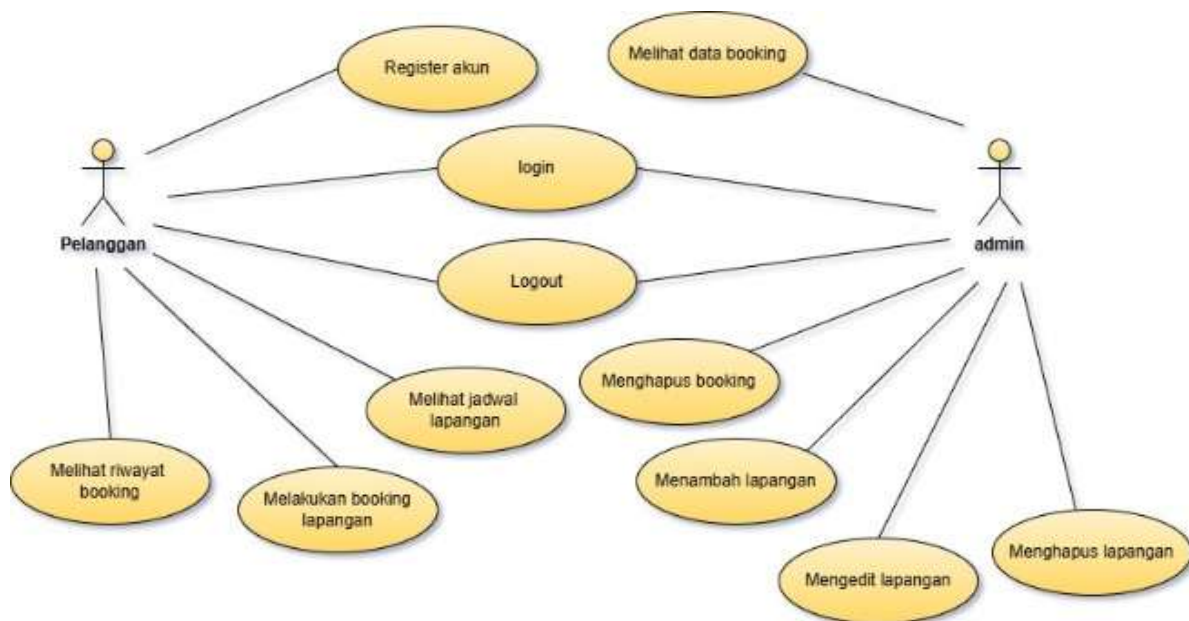 Register akun
Melihat data booking
login
Pelanggan
admin
Logout
Menghapus booking
Melihat jadwal
lapangan
Melihat riwayat
booking
Melakukan booking
lapangan
Menambah lapangan
Mengedit lapangan
Menghapus lapangan